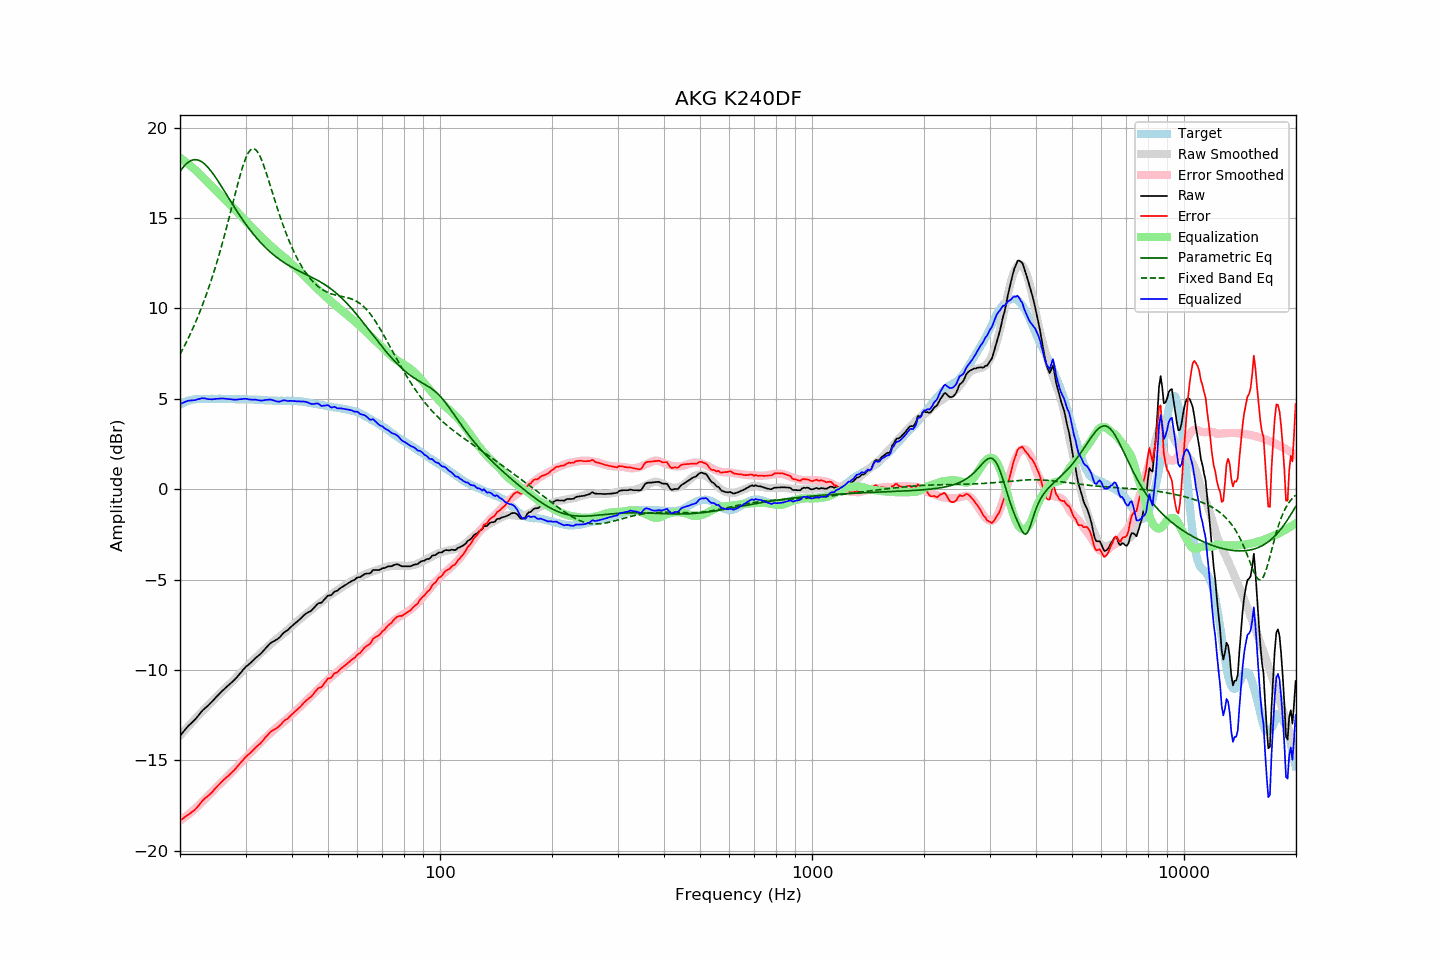 AKG K240DF
20
15
10
5
0
−5
−10
−15
−20
Amplitude (dBr)
100
1000
10000
Frequency (Hz)
Target
Raw Smoothed
Error Smoothed
Raw
Error
Equalization
Parametric Eq
Fixed Band Eq
Equalized